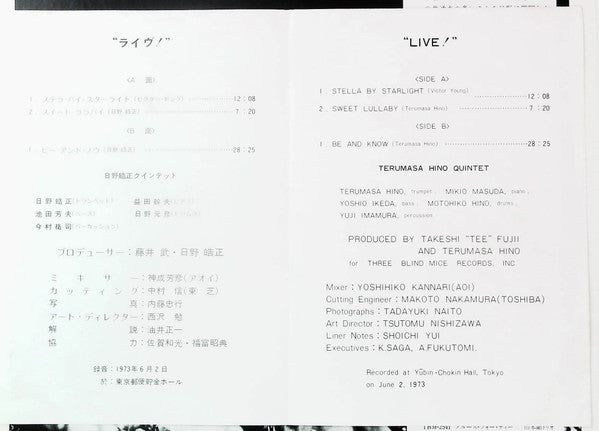 “ライヴ！”
〈A 面〉
1. ステラ・バイ・スターライト(ビクター・ヤング) 12：08
2. スイート・ララバイ(日野皓正) 7：20
〈B 面〉
1. ビー・アンド・ノウ(日野皓正) 28：25
日野皓正クインテット
日野皓正(トランペット) 益田幹夫(ピアノ)
池田芳夫(ベース) 日野元彦(ドラムス)
今村祐司(パーカッション)
プロデューサー：藤井 武・日野皓正
ミキサー：神成芳彦(アオイ)
カッティング：中村 信(東 芝)
写 真：内藤忠行
アート・ディレクター：西沢 勉
解 説：油井正一
協 力：佐賀和光・福富昭典
録音：1973年6月2日
於：東京郵便貯金ホール
“LIVE！”
〈SIDE A〉
1. STELLA BY STARLIGHT (Victor Young) 12：08
2. SWEET LULLABY (Terumasa Hino) 7：20
〈SIDE B〉
1. BE AND KNOW (Terumasa Hino) 28：25
TERUMASA HINO QUINTET
TERUMASA HINO, trumpet MIKIO MASUDA, piano
YOSHIO IKEDA, bass MOTOHIKO HINO, drums
YUJI IMAMURA, percussion
PRODUCED BY TAKESHI “TEE” FUJII
AND TERUMASA HINO
for THREE BLIND MICE RECORDS, INC
Mixer：YOSHIHIKO KANNARI(AOI)
Cutting Engineer：MAKOTO NAKAMURA(TOSHIBA)
Photographs：TADAYUKI NAITO
Art Director：TSUTOMU NISHIZAWA
Liner Notes：SHOICHI YUI
Executives：K.SAGA, A.FUKUTOMI.
Recorded at Yūbin-Chokin Hall, Tokyo
on June 2, 1973